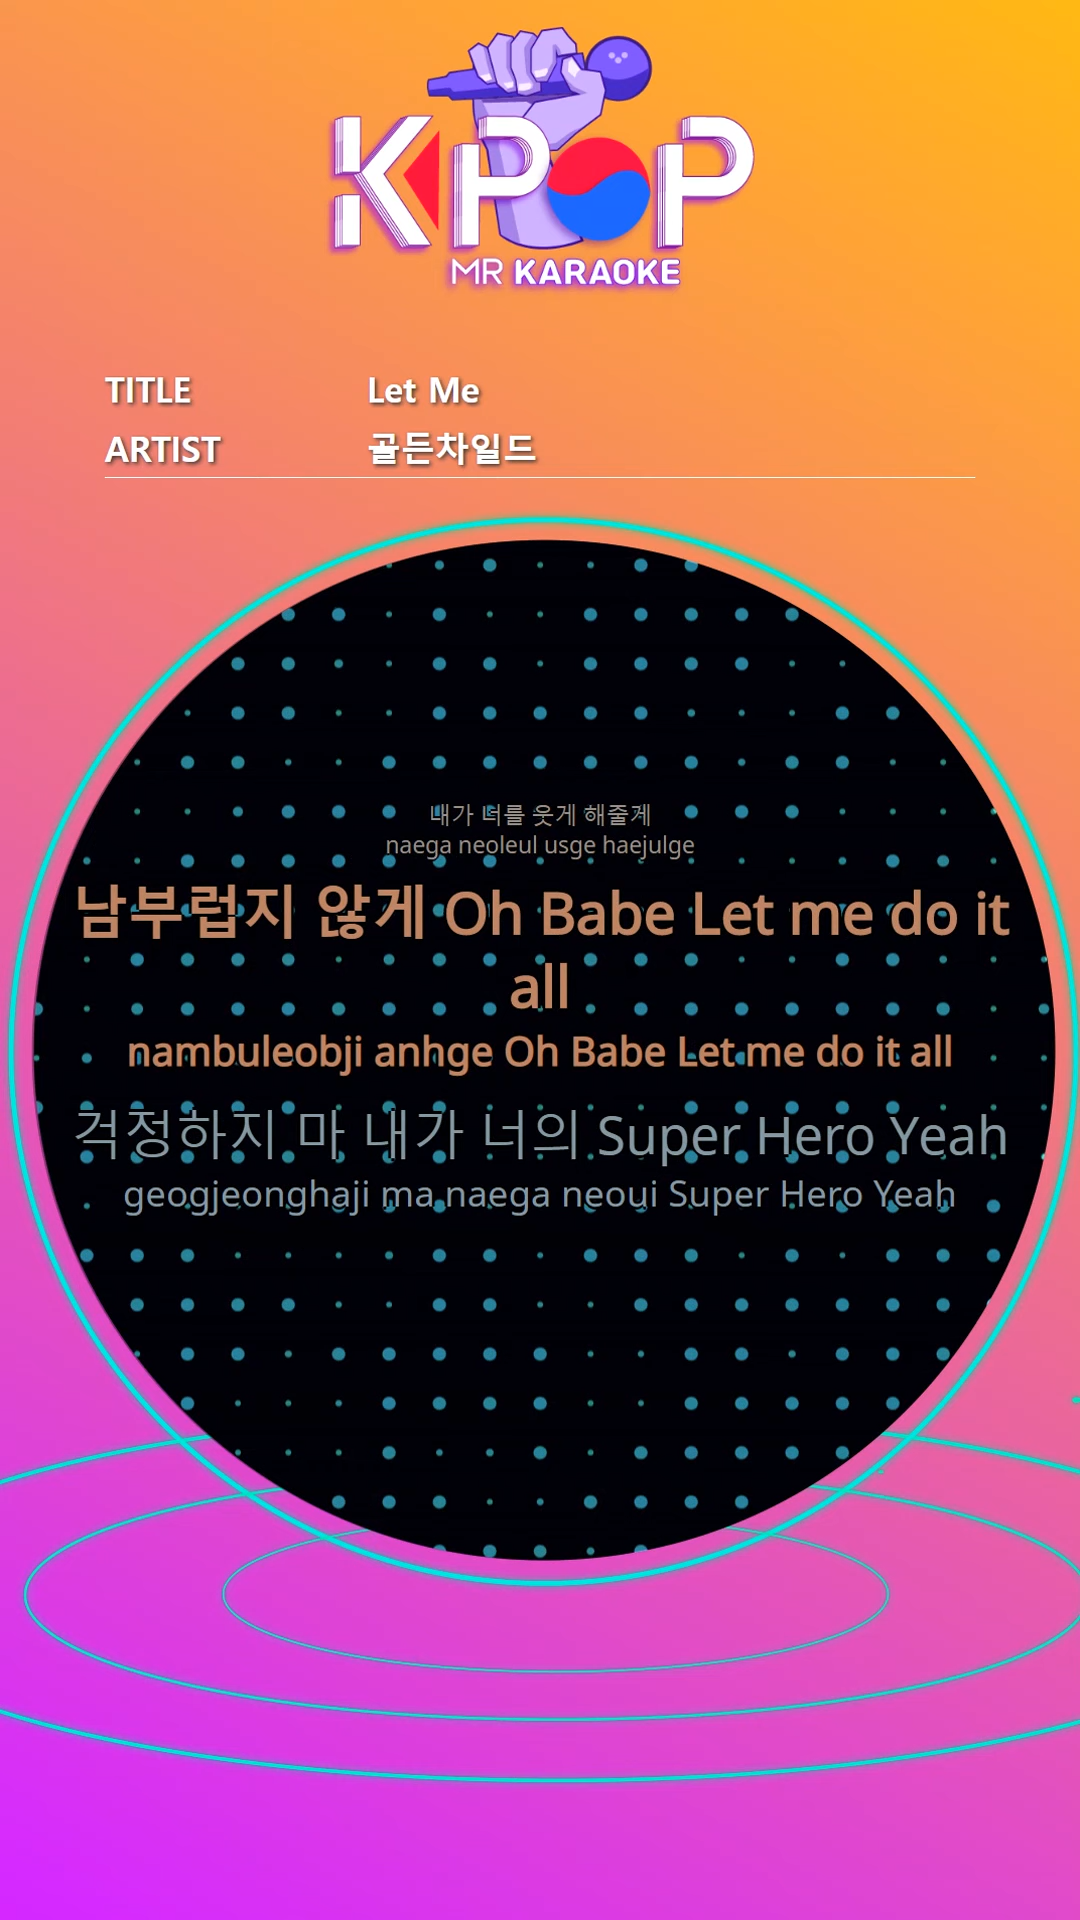 KPOP
MR KARAOKE
TITLE Let Me
ARTIST 골든차일드
내가 너를 웃게 해줄게
naega neoleul usge haejulge
남부럽지 않게 Oh Babe Let me do it
all
nambuleobji anhge Oh Babe Let me do it all
걱정하지 마 내가 너의 Super Hero Yeah
geogjeonghaji ma naega neoui Super Hero Yeah